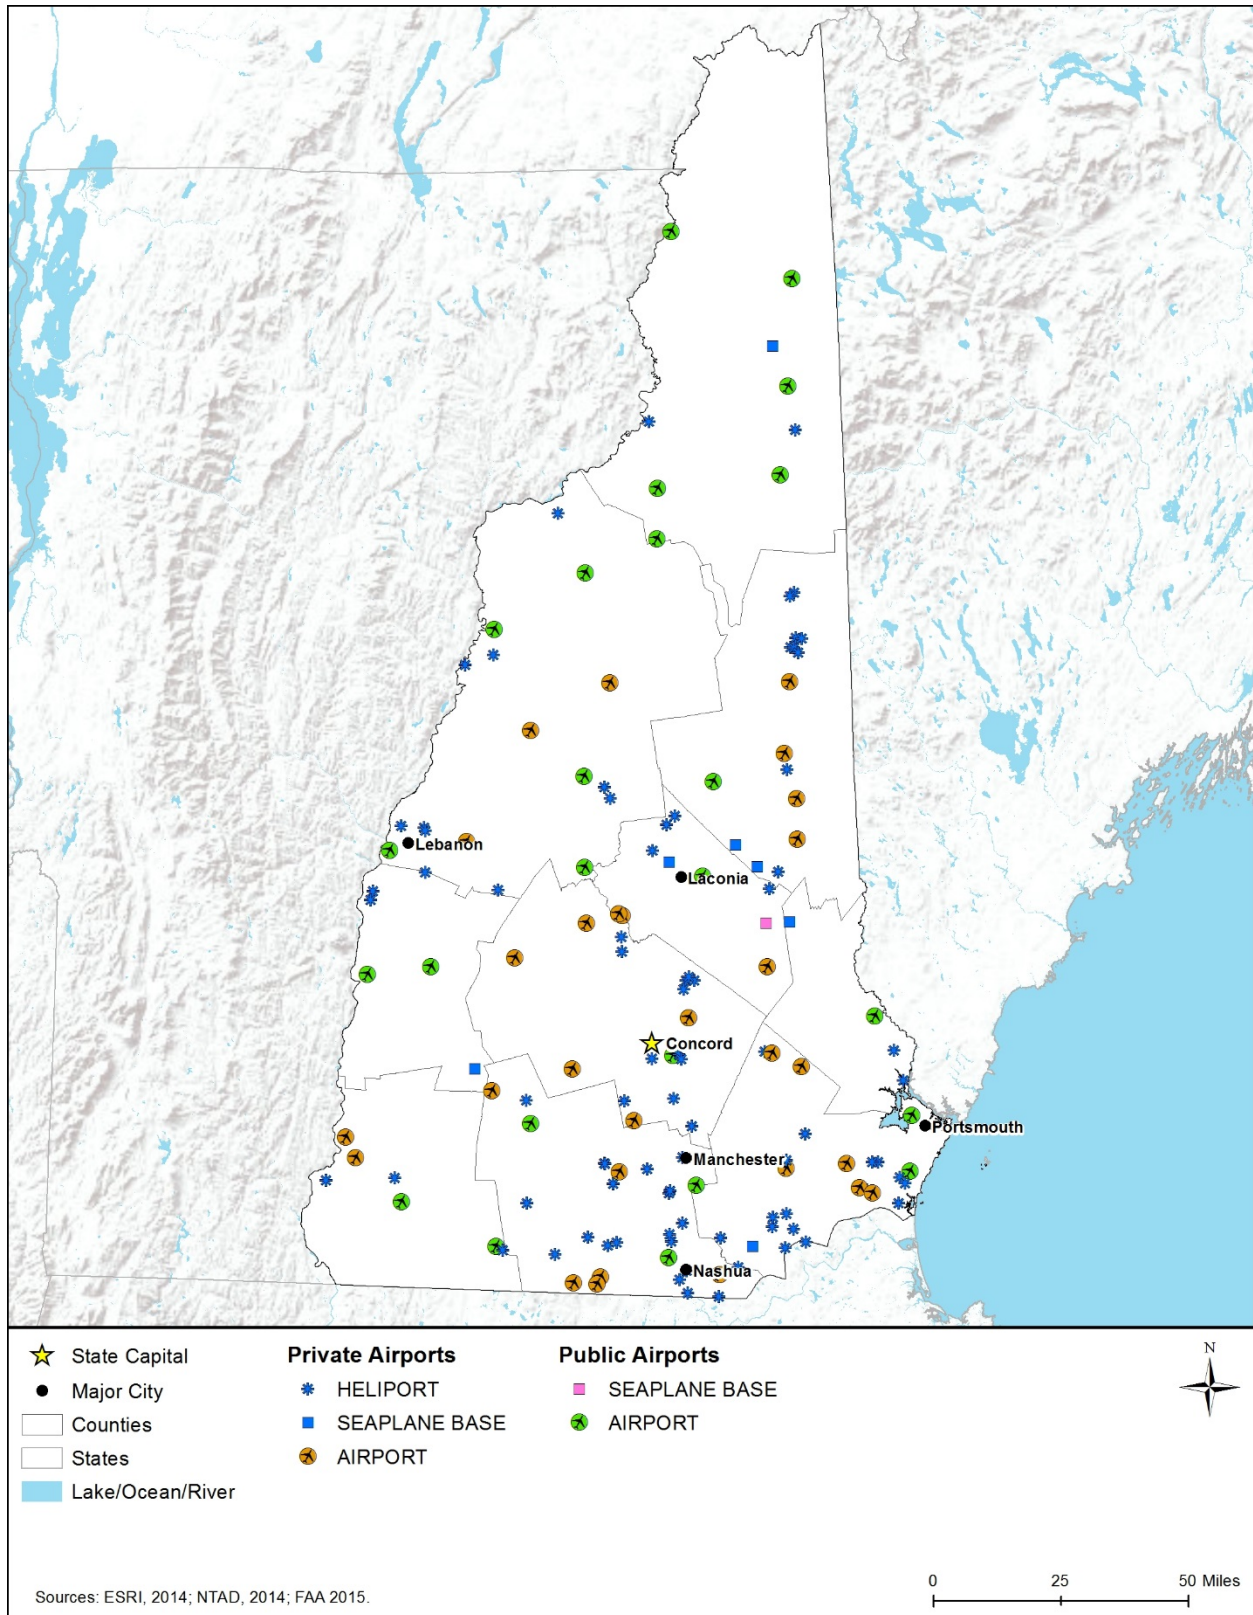 Lebanon
Laconia
Concord
Portsmouth
Manchester
Nashua
State Capital
Major City
Counties
States
Lake/Ocean/River
Private Airports
HELIPORT
SEAPLANE BASE
AIRPORT
Public Airports
SEAPLANE BASE
AIRPORT
N
Sources: ESRI, 2014; NTAD, 2014; FAA 2015.
0 25 50 Miles